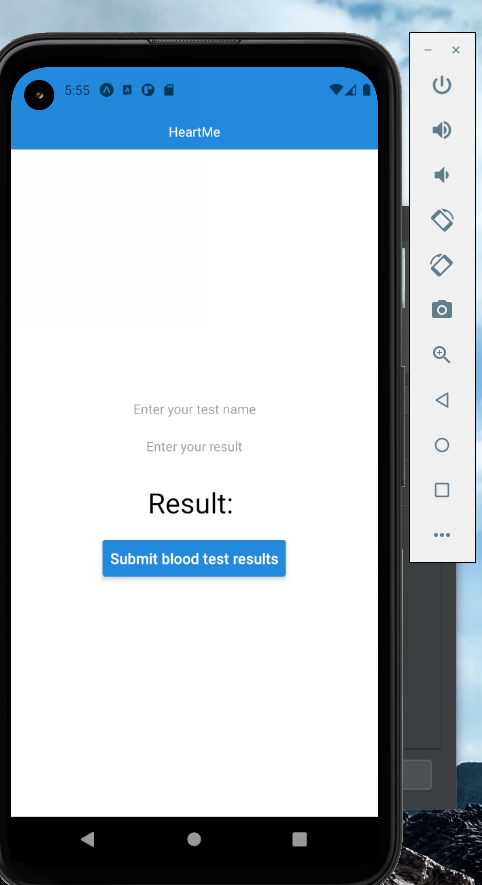 5:55
HeartMe
Enter your test name
Enter your result
Result:
Submit blood test results